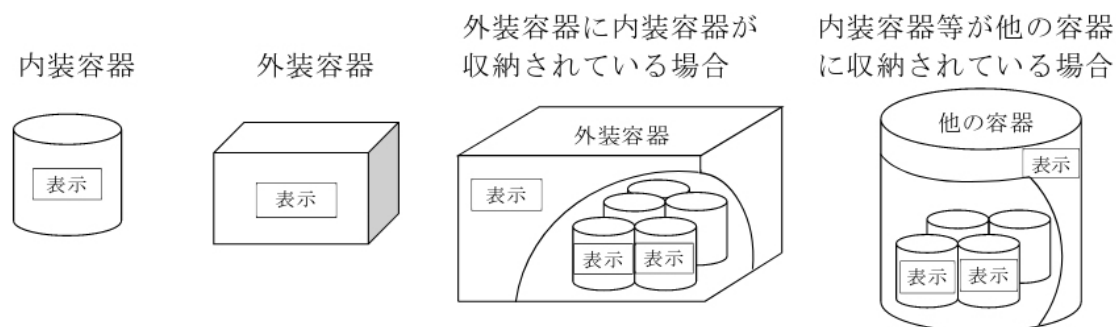 内装容器
外装容器
外装容器に内装容器が
収納されている場合
内装容器等が他の容器
に収納されている場合
表示
表示
外装容器
表示
表示
表示
他の容器
表示
表示
表示